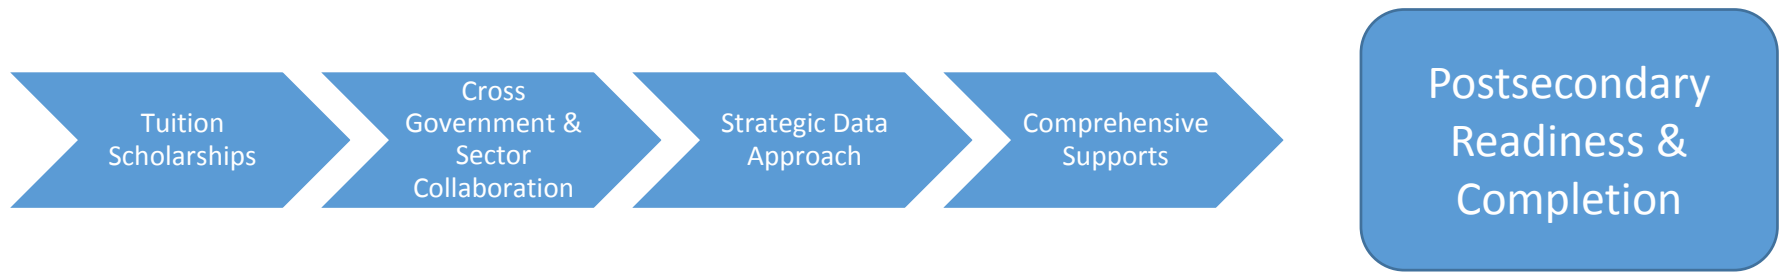 Tuition
Scholarships
Cross
Government &
Sector
Collaboration
Strategic Data
Approach
Comprehensive
Supports
Postsecondary
Readiness &
Completion